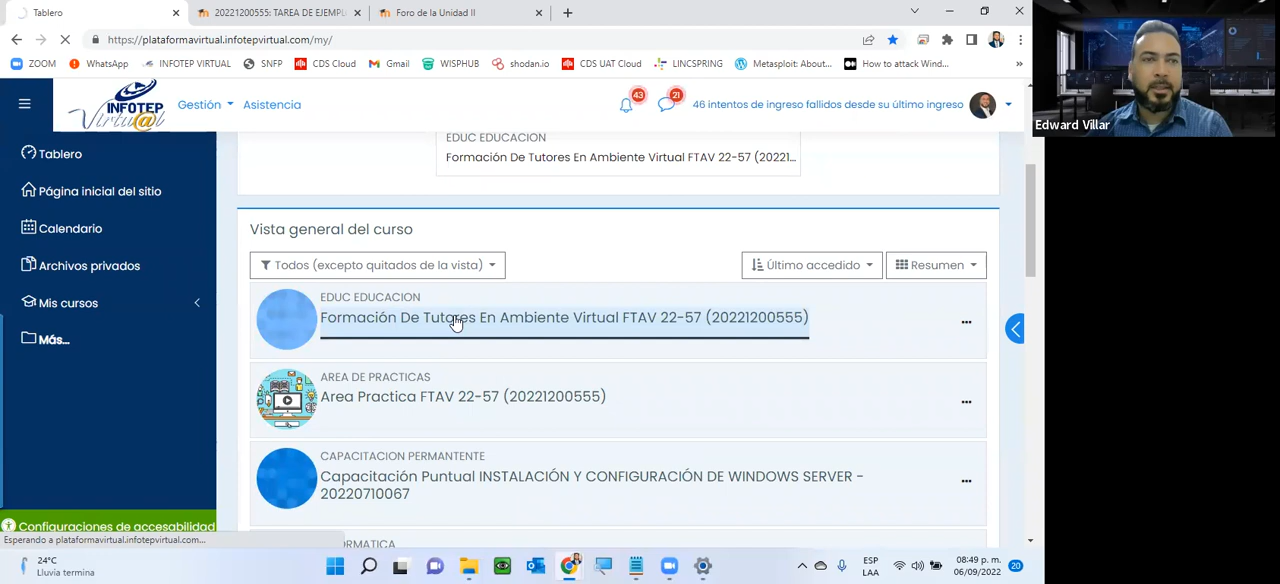 Tablero
20221200555: TAREA DE EJEMPL
Foro de la Unidad II
https://plataformavirtual.infotepvirtual.com/my/
ZOOM
WhatsApp
INFOTEP VIRTUAL
SNFP
CDS Cloud
Gmail
WISPHUB
shodan.io
CDS UAT Cloud
LINCSPRING
Metasploit: About...
How to attack Wind...
»
INFOTEP
Virtu@l
Gestión
Asistencia
43
21
46 intentos de ingreso fallidos desde su último ingreso
Edward Villar
Tablero
Página inicial del sitio
Calendario
Archivos privados
Mis cursos
Más...
EDUC EDUCACION
Formación De Tutores En Ambiente Virtual FTAV 22-57 (20221...
Vista general del curso
Todos (excepto quitados de la vista)
Último accedido
Resumen
EDUC EDUCACION
Formación De Tutores En Ambiente Virtual FTAV 22-57 (20221200555)
AREA DE PRACTICAS
Area Practica FTAV 22-57 (20221200555)
CAPACITACION PERMANTENTE
Capacitación Puntual INSTALACIÓN Y CONFIGURACIÓN DE WINDOWS SERVER -
20220710067
Configuraciones de accesabilidad
Esperando a plataformavirtual.infotepvirtual.com...
24°C
Lluvia termina
ESP
LAA
08:49 p. m.
06/09/2022
20